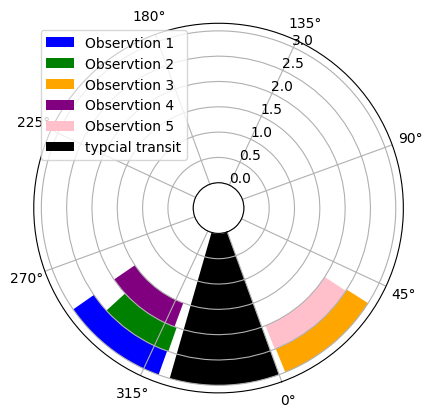 180°
135°
3.0
2.5
2.0
1.5
1.0
0.5
0.0
Observtion 1
Observtion 2
Observtion 3
Observtion 4
Observtion 5
typcial transit
225°
90°
270°
45°
315°
0°